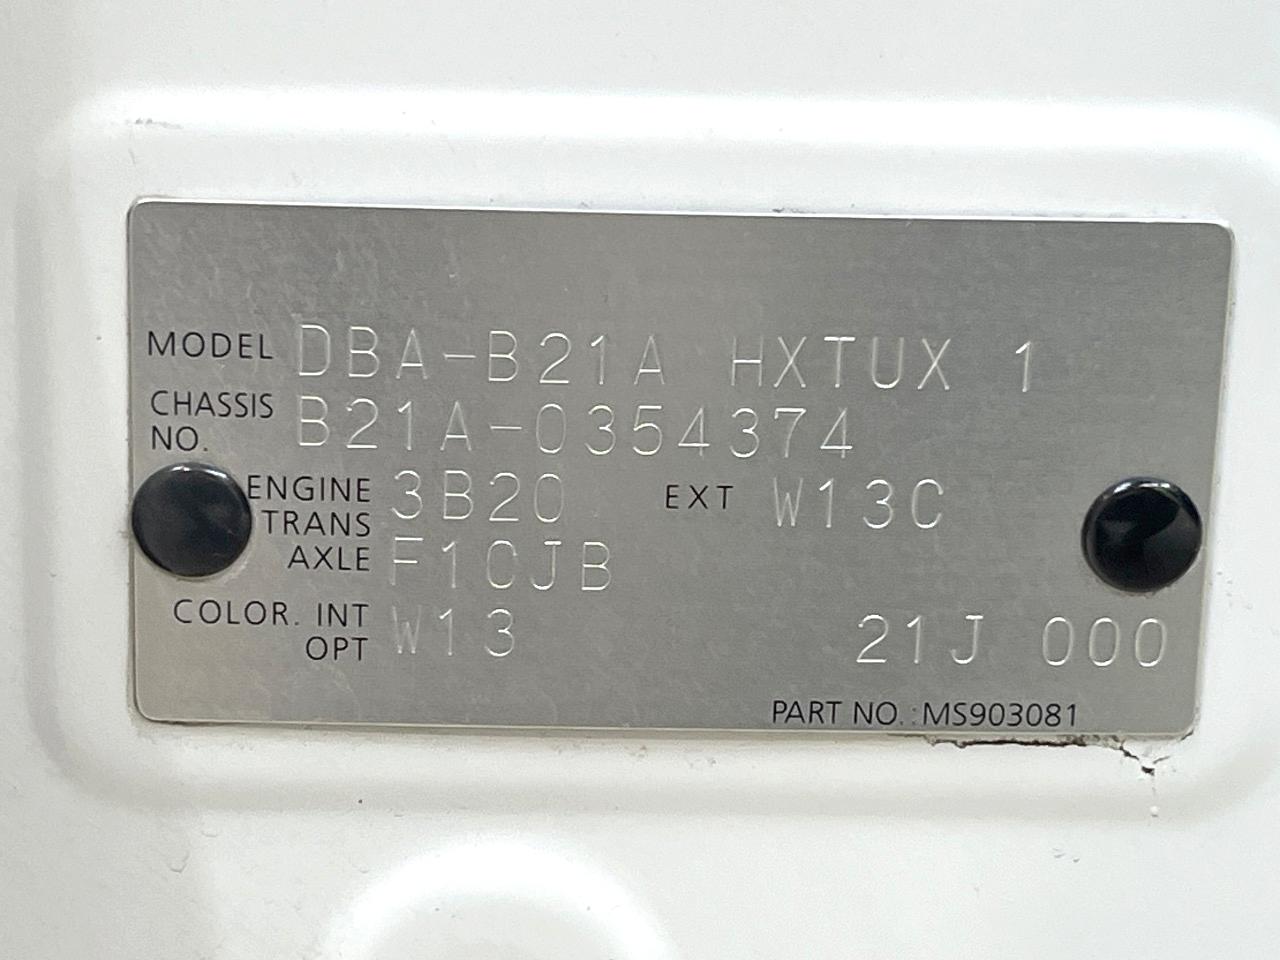 MODEL DBA-B21A HXTUX 1
CHASSIS NO. B21A-0354374
ENGINE 3B20 EXT W13C
TRANS AXLE F1CJB
COLOR. INT OPT W13 21J 000
PART NO. : MS903081